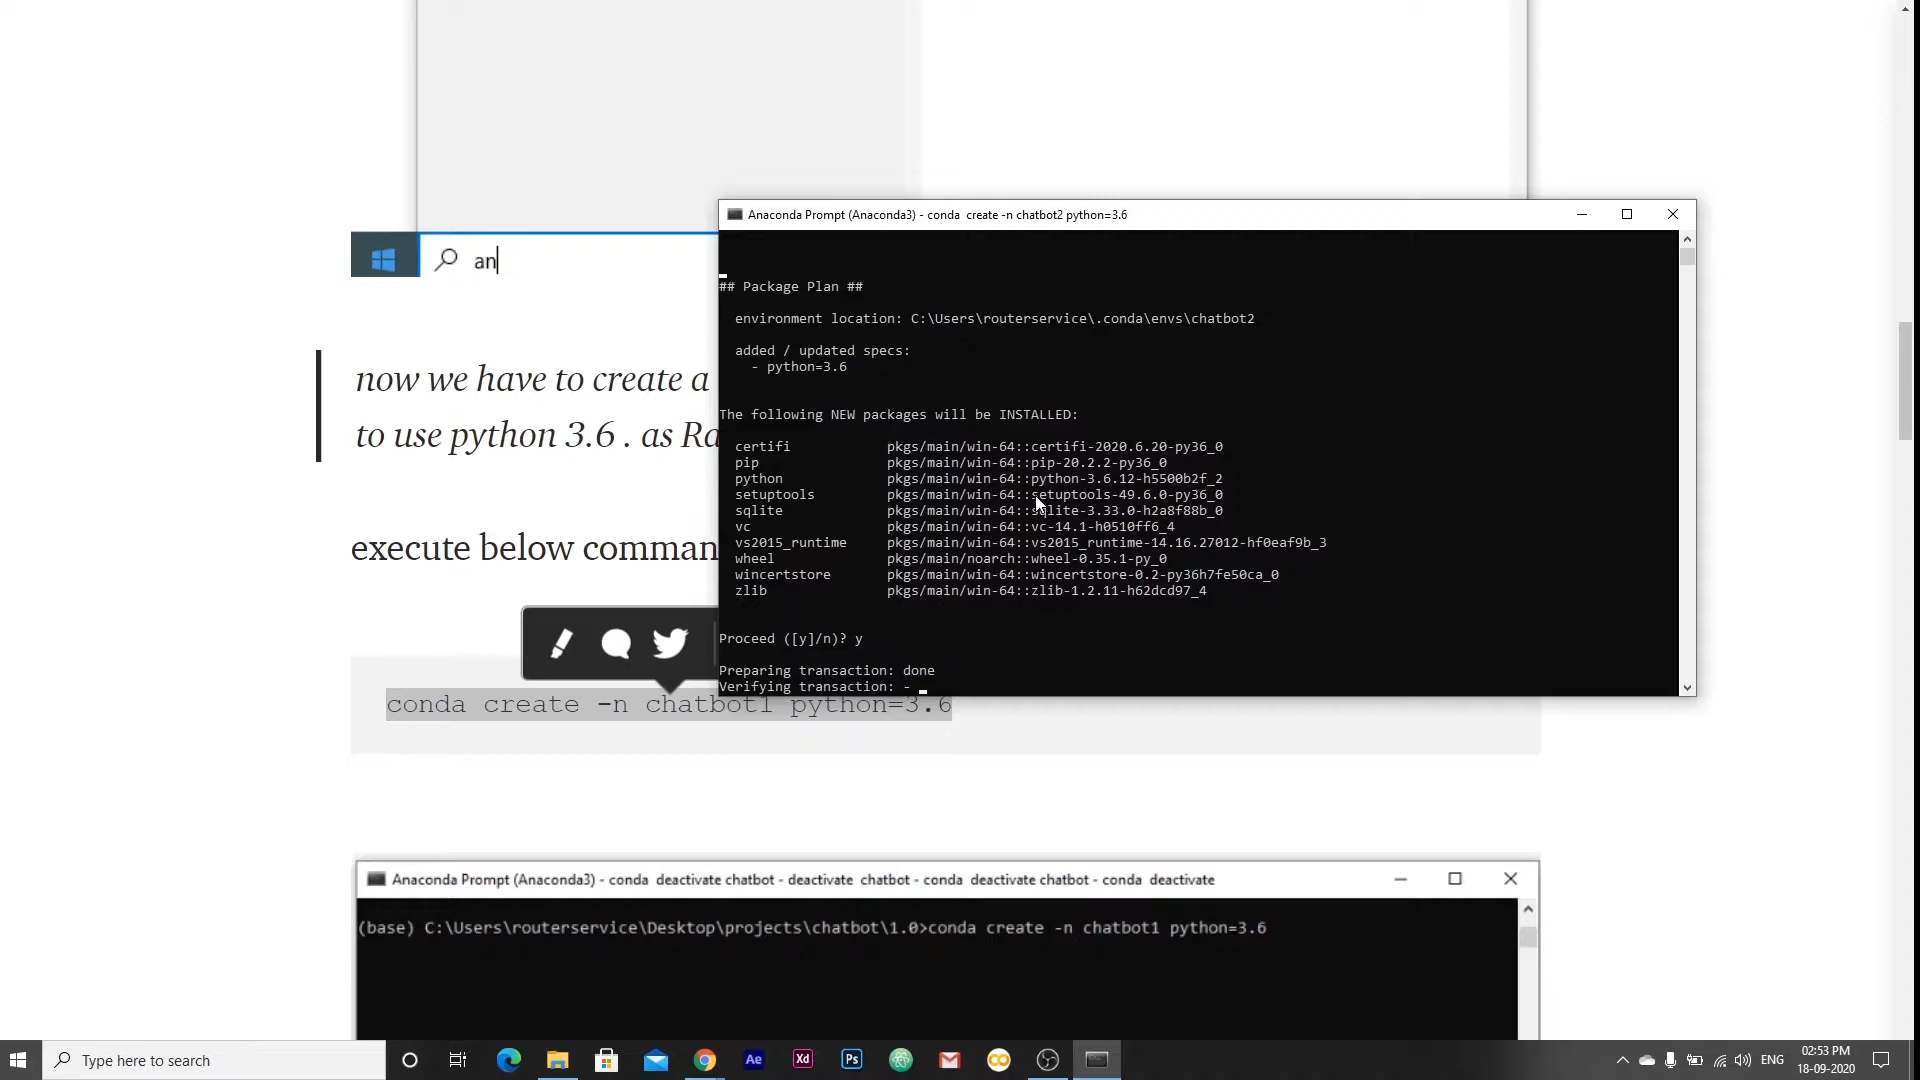 an
now we have to create a
to use python 3.6 . as Ra
execute below comman
conda create -n chatbot1 python=3.6
Anaconda Prompt (Anaconda3) - conda  create -n chatbot2 python=3.6
## Package Plan ##
environment location: C:\Users\routerservice\.conda\envs\chatbot2
added / updated specs:
- python=3.6
The following NEW packages will be INSTALLED:
certifi pkgs/main/win-64::certifi-2020.6.20-py36_0
pip pkgs/main/win-64::pip-20.2.2-py36_0
python pkgs/main/win-64::python-3.6.12-h5500b2f_2
setuptools pkgs/main/win-64::setuptools-49.6.0-py36_0
sqlite pkgs/main/win-64::sqlite-3.33.0-h2a8f88b_0
vc pkgs/main/win-64::vc-14.1-h0510ff6_4
vs2015_runtime pkgs/main/win-64::vs2015_runtime-14.16.27012-hf0eaf9b_3
wheel pkgs/main/noarch::wheel-0.35.1-py_0
wincertstore pkgs/main/win-64::wincertstore-0.2-py36h7fe50ca_0
zlib pkgs/main/win-64::zlib-1.2.11-h62dcd97_4
Proceed ([y]/n)? y
Preparing transaction: done
Verifying transaction: -
Anaconda Prompt (Anaconda3) - conda  deactivate chatbot - deactivate  chatbot - conda  deactivate chatbot - conda  deactivate
(base) C:\Users\routerservice\Desktop\projects\chatbot\1.0>conda create -n chatbot1 python=3.6
Type here to search
Ae
Xd
Ps
ENG
02:53 PM
18-09-2020